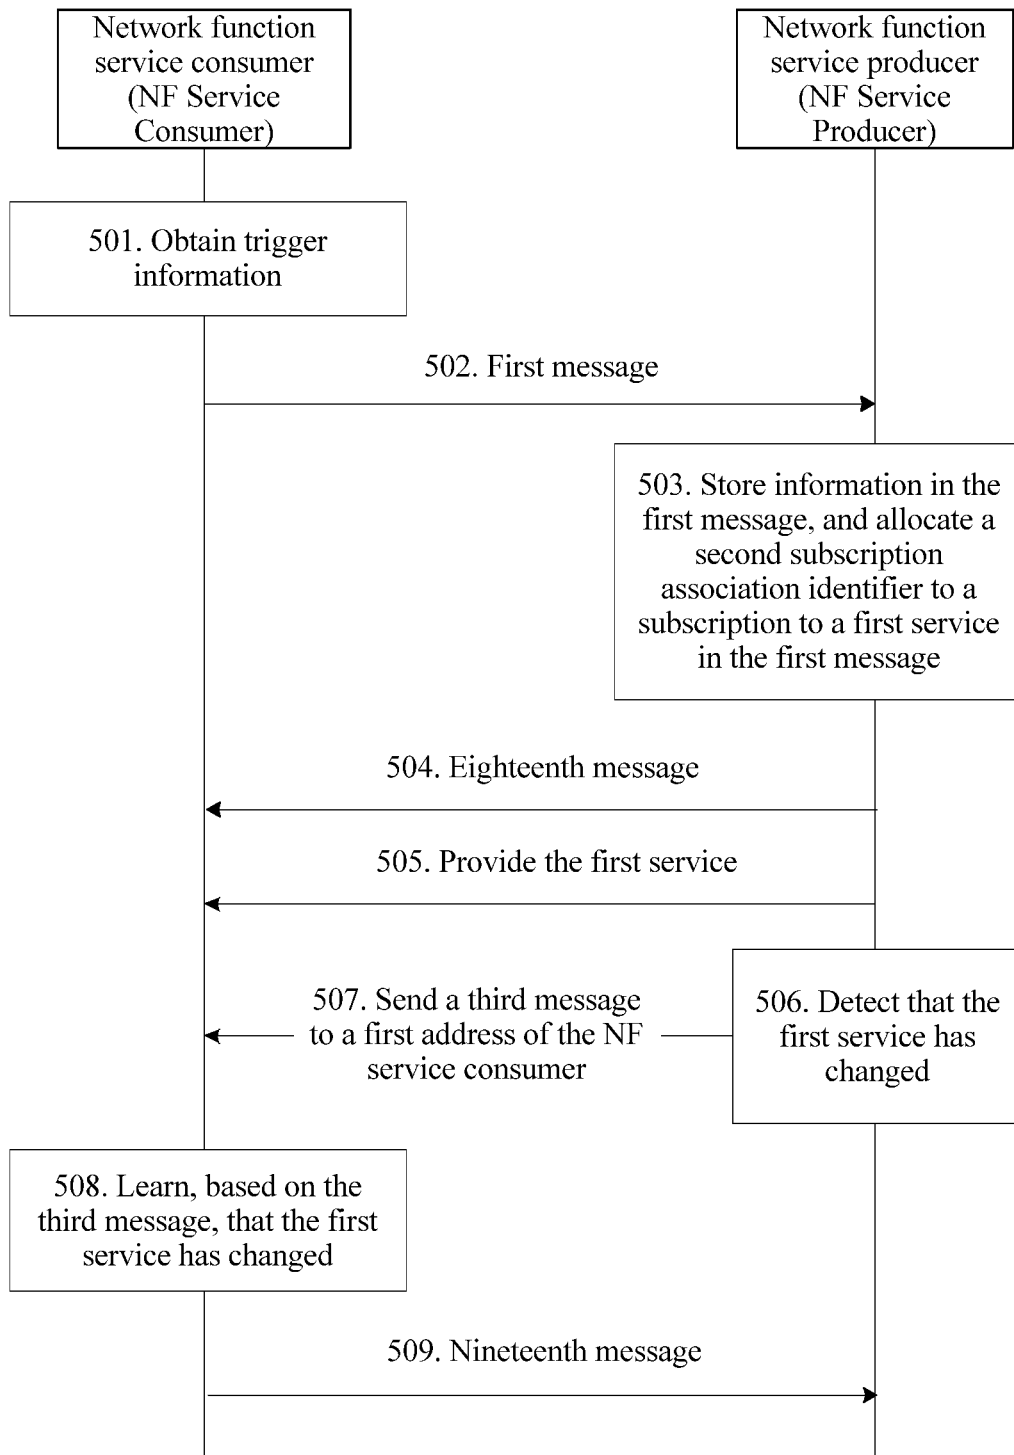 Network function
service consumer
(NF Service
Consumer)
Network function
service producer
(NF Service
Producer)
501. Obtain trigger
information
502. First message
503. Store information in the
first message, and allocate a
second subscription
association identifier to a
subscription to a first service
in the first message
504. Eighteenth message
505. Provide the first service
506. Detect that the
first service has
changed
507. Send a third message
to a first address of the NF
service consumer
508. Learn, based on the
third message, that the first
service has changed
509. Nineteenth message